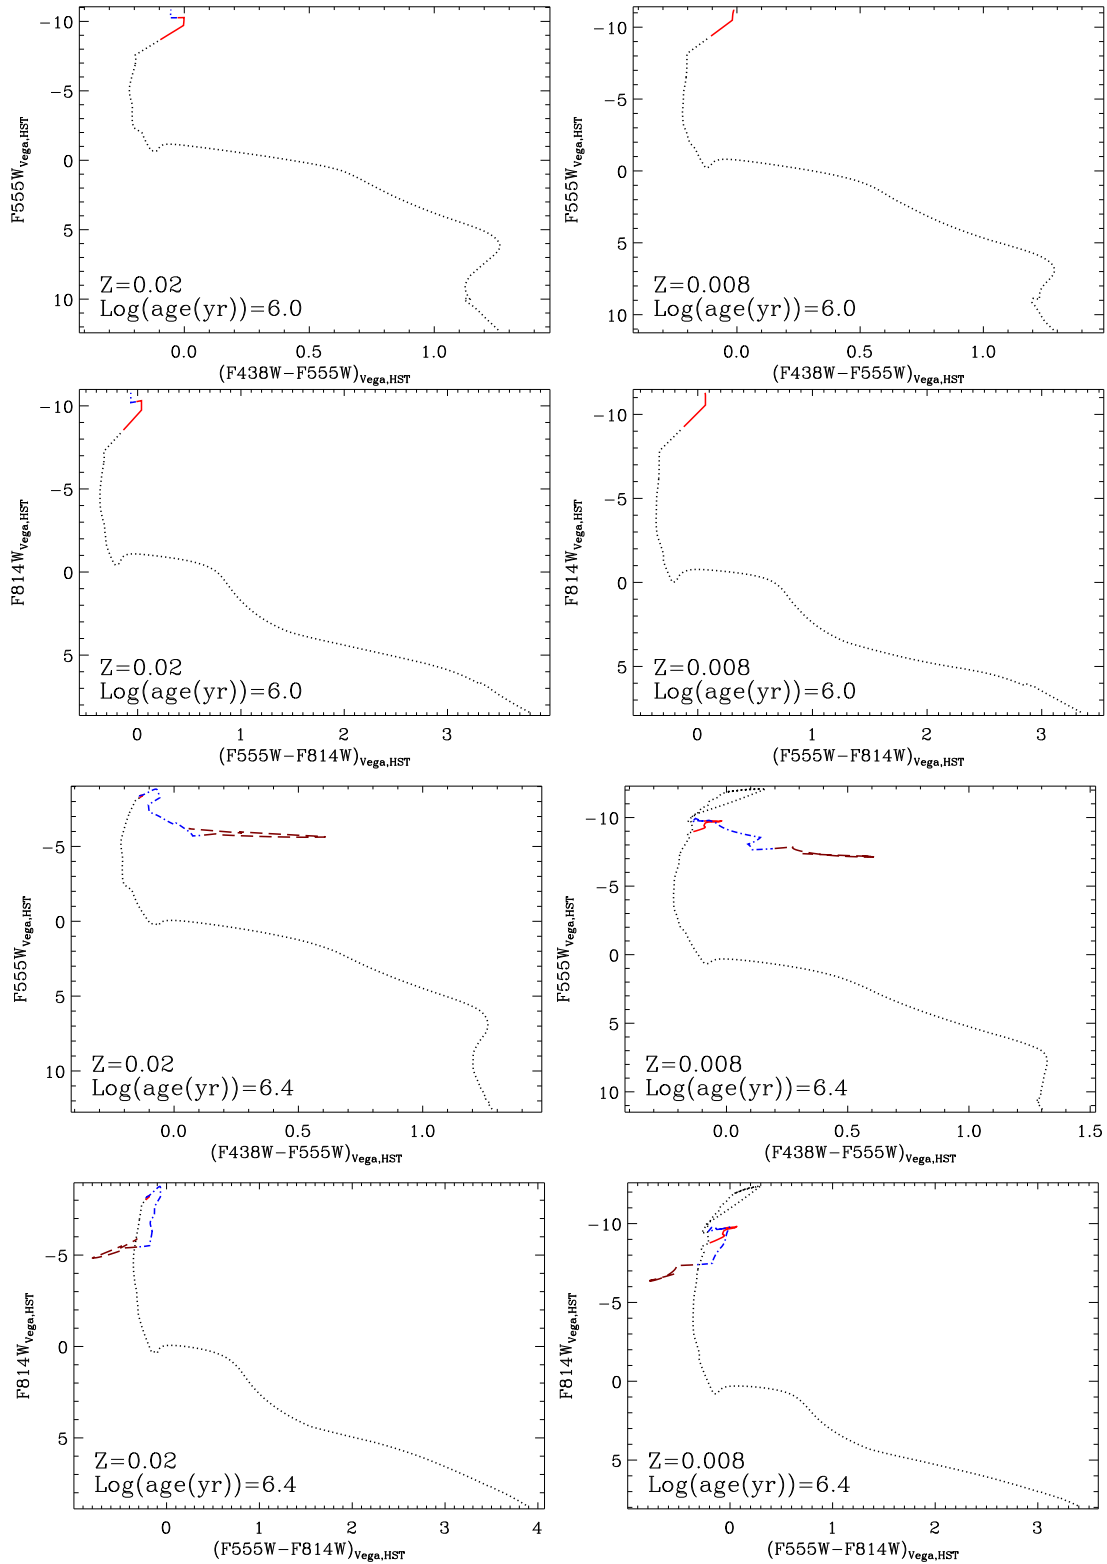 -10
-5
0
5
10
F555W_Vega,HST
Z=0.02
Log(age(yr))=6.0
0.0 0.5 1.0
(F438W-F555W)_Vega,HST
-10
-5
0
5
10
F555W_Vega,HST
Z=0.008
Log(age(yr))=6.0
0.0 0.5 1.0
(F438W-F555W)_Vega,HST
-10
-5
0
5
F814W_Vega,HST
Z=0.02
Log(age(yr))=6.0
0 1 2 3
(F555W-F814W)_Vega,HST
-10
-5
0
5
F814W_Vega,HST
Z=0.008
Log(age(yr))=6.0
0 1 2 3
(F555W-F814W)_Vega,HST
-5
0
5
10
F555W_Vega,HST
Z=0.02
Log(age(yr))=6.4
0.0 0.5 1.0
(F438W-F555W)_Vega,HST
-10
-5
0
5
10
F555W_Vega,HST
Z=0.008
Log(age(yr))=6.4
0.0 0.5 1.0 1.5
(F438W-F555W)_Vega,HST
-5
0
5
F814W_Vega,HST
Z=0.02
Log(age(yr))=6.4
0 1 2 3 4
(F555W-F814W)_Vega,HST
-10
-5
0
5
F814W_Vega,HST
Z=0.008
Log(age(yr))=6.4
0 1 2 3
(F555W-F814W)_Vega,HST